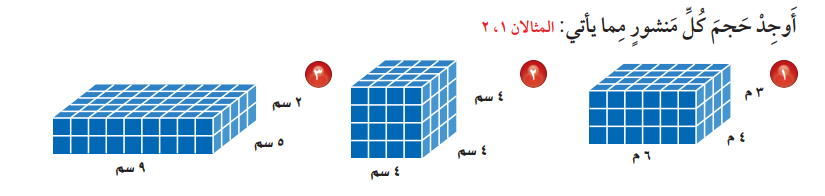 أَوجِدْ حَجمَ كُلِّ مَنشورٍ مِما يأتي: المثالان ١، ٢
١
٣ م
٤ م
٦ م
٢
٤ سم
٤ سم
٤ سم
٣
٢ سم
٥ سم
٩ سم